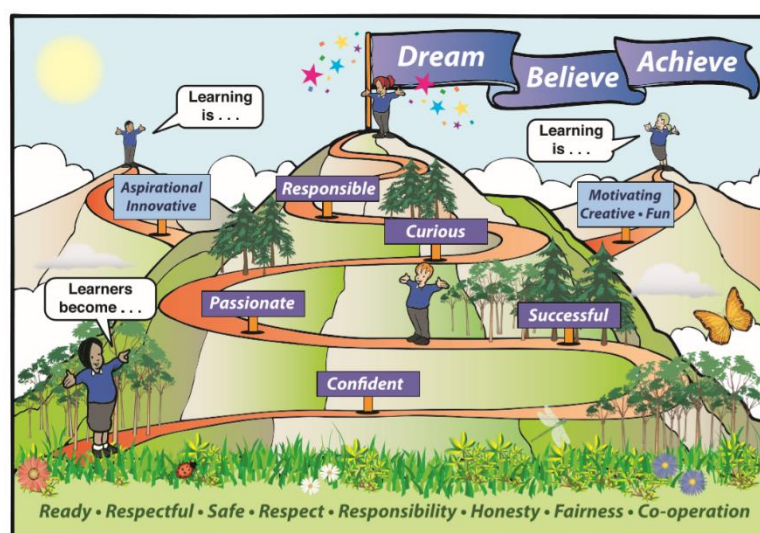 Dream
Believe
Achieve
Learning
is . . .
Learning
is . . .
Aspirational
Innovative
Responsible
Motivating
Creative • Fun
Curious
Learners
become . . .
Passionate
Successful
Confident
Ready • Respectful • Safe • Respect • Responsibility • Honesty • Fairness • Co-operation